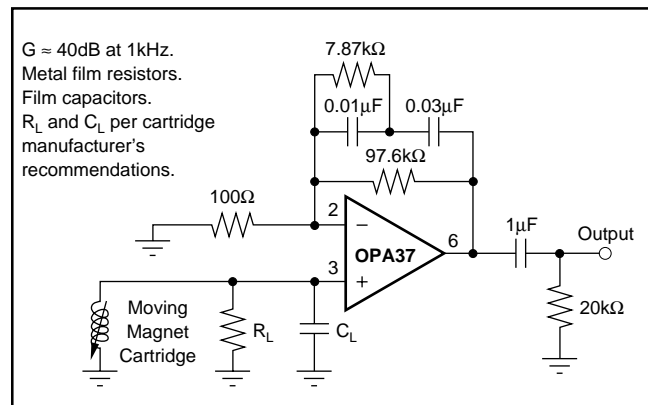 G ≈ 40dB at 1kHz.
Metal film resistors.
Film capacitors.
R_L and C_L per cartridge
manufacturer's
recommendations.
7.87kΩ
0.01µF
0.03µF
97.6kΩ
100Ω
2
−
OPA37
6
3
+
1µF
Output
20kΩ
Moving
Magnet
Cartridge
R_L
C_L